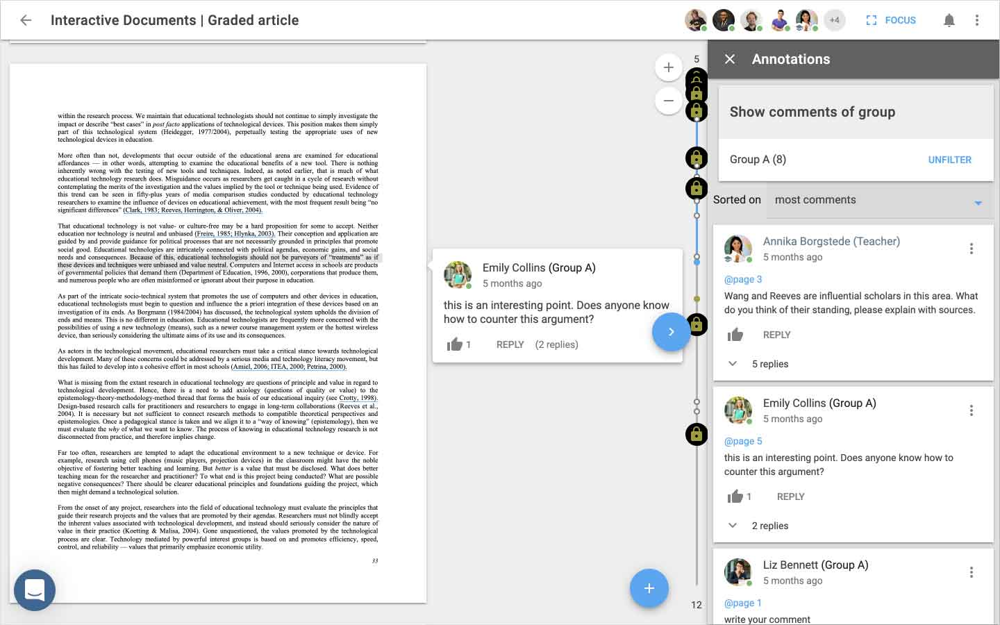 Interactive Documents | Graded article
+4
FOCUS
within the research process. We maintain that educational technologists should not continue to simply investigate the
impact or describe “best cases” in post facto applications of technological devices. This position makes them simply
part of this technological system (Heidegger, 1977/2004), perpetually testing the appropriate uses of new
technological devices in education.
More often than not, developments that occur outside of the educational arena are examined for educational
affordances — in other words, attempting to examine the educational benefits of a new tool. There is nothing
inherently wrong with the testing of new tools and techniques. Indeed, as noted earlier, that is much of what
educational technology research does. Misguidance occurs as researchers get caught in a cycle of research without
contemplating the merits of the investigation and the values implied by the tool or technique being used. Evidence of
this trend can be seen in fifty-plus years of media comparison studies conducted by educational technology
researchers to examine the influence of devices on educational achievement, with the most frequent result being “no
significant differences” (Clark, 1983; Reeves, Herrington, & Oliver, 2004).
That educational technology is not value- or culture-free may be a hard proposition for some to accept. Neither
education nor technology is neutral and unbiased (Freire, 1985; Hlynka, 2003). Their conception and application are
guided by and provide guidance for political processes that are not necessarily grounded in principles that promote
social good. Educational technologies are intricately connected with political agendas, economic gains, and social
needs and consequences. Because of this, educational technologists should not be purveyors of “treatments” as if
these devices and techniques were unbiased and value neutral. Computers and Internet access in schools are products
of governmental policies that demand them (Department of Education, 1996, 2000), corporations that produce them,
and numerous people who are often misinformed or ignorant about their purpose in education.
As part of the intricate socio-technical system that promotes the use of computers and other devices in education,
educational technologists must begin to question and influence the a priori integration of these devices based on an
investigation of its ends. As Borgmann (1984/2004) has discussed, the technological system upholds the division of
ends and means. This is no different in education. Educational technologists are frequently more concerned with the
possibilities of using a new technology (means), such as a newer course management system or the hottest wireless
device, than seriously considering the ultimate aims of its use and its consequences.
As actors in the technological movement, educational researchers must take a critical stance towards technological
development. Many of these concerns could be addressed by a serious media and technology literacy movement, but
this has failed to develop into a cohesive effort in most schools (Amiel, 2006; ITEA, 2000; Petrina, 2000).
What is missing from the extant research in educational technology are questions of principle and value in regard to
technological development. Hence, there is a need to add axiology (questions of quality or value) to the
epistemology-theory-methodology-method thread that forms the basis of our educational inquiry (see Crotty, 1998).
Design-based research calls for practitioners and researchers to engage in long-term collaborations (Reeves et al.,
2004). It is necessary but not sufficient to connect research methods to compatible theoretical perspectives and
epistemologies. Once a pedagogical stance is taken and we align it to a “way of knowing” (epistemology), then we
must evaluate the why of what we want to know. The process of knowing in educational technology research is not
disconnected from practice, and therefore implies change.
Far too often, researchers are tempted to adapt the educational environment to a new technique or device. For
example, research using cell phones (music players, projection devices) in the classroom might have the noble
objective of fostering better teaching and learning. But better is a value that must be disclosed. What does better
teaching mean for the researcher and practitioner? To what end is this project being conducted? What are possible
negative consequences? There should be clearer educational principles and foundations guiding the project, which
then might demand a technological solution.
From the onset of any project, researchers into the field of educational technology must evaluate the principles that
guide their research projects and the values that are promoted by their agendas. Researchers must not blindly accept
the inherent values associated with technological development, and instead should seriously consider the nature of
value in their practice (Koetting & Malisa, 2004). Gone unquestioned, the values promoted by the technological
process are clear. Technology mediated by powerful interest groups is based on and promotes efficiency, speed,
control, and reliability — values that primarily emphasize economic utility.
33
Emily Collins (Group A)
5 months ago
this is an interesting point. Does anyone know
how to counter this argument?
1 REPLY (2 replies)
5
12
Annotations
Show comments of group
Group A (8) UNFILTER
Sorted on most comments
Annika Borgstede (Teacher)
5 months ago
@page 3
Wang and Reeves are influential scholars in this area. What
do you think of their standing, please explain with sources.
REPLY
5 replies
Emily Collins (Group A)
5 months ago
@page 5
this is an interesting point. Does anyone know how to
counter this argument?
1 REPLY
2 replies
Liz Bennett (Group A)
5 months ago
@page 1
write your comment